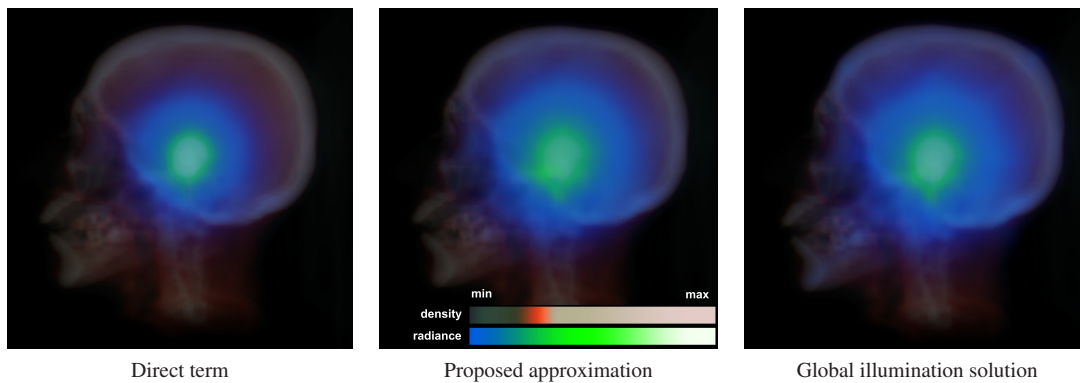 min max
density
radiance
Direct term Proposed approximation Global illumination solution